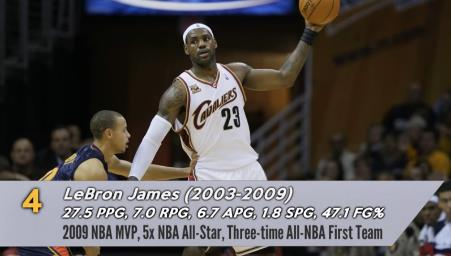 CAVALIERS
23
4
LeBron James (2003-2009)
27.5 PPG, 7.0 RPG, 6.7 APG, 1.8 SPG, 47.1 FG%
2009 NBA MVP, 5x NBA All-Star, Three-time All-NBA First Team